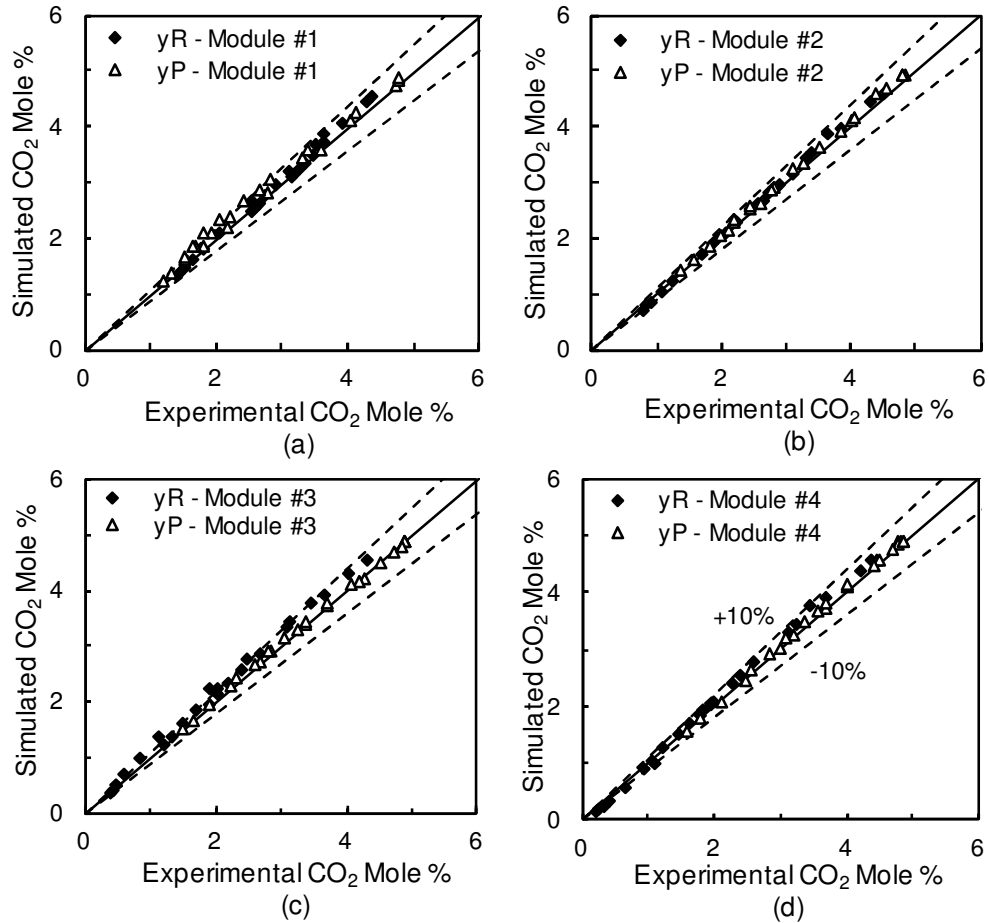 6
yR - Module #1
yP - Module #1
4
2
0
0 2 4 6
Simulated CO₂ Mole %
Experimental CO₂ Mole %
(a)
6
yR - Module #2
yP - Module #2
4
2
0
0 2 4 6
Simulated CO₂ Mole %
Experimental CO₂ Mole %
(b)
6
yR - Module #3
yP - Module #3
4
2
0
0 2 4 6
Simulated CO₂ Mole %
Experimental CO₂ Mole %
(c)
6
yR - Module #4
yP - Module #4
4
+10%
-10%
2
0
0 2 4 6
Simulated CO₂ Mole %
Experimental CO₂ Mole %
(d)